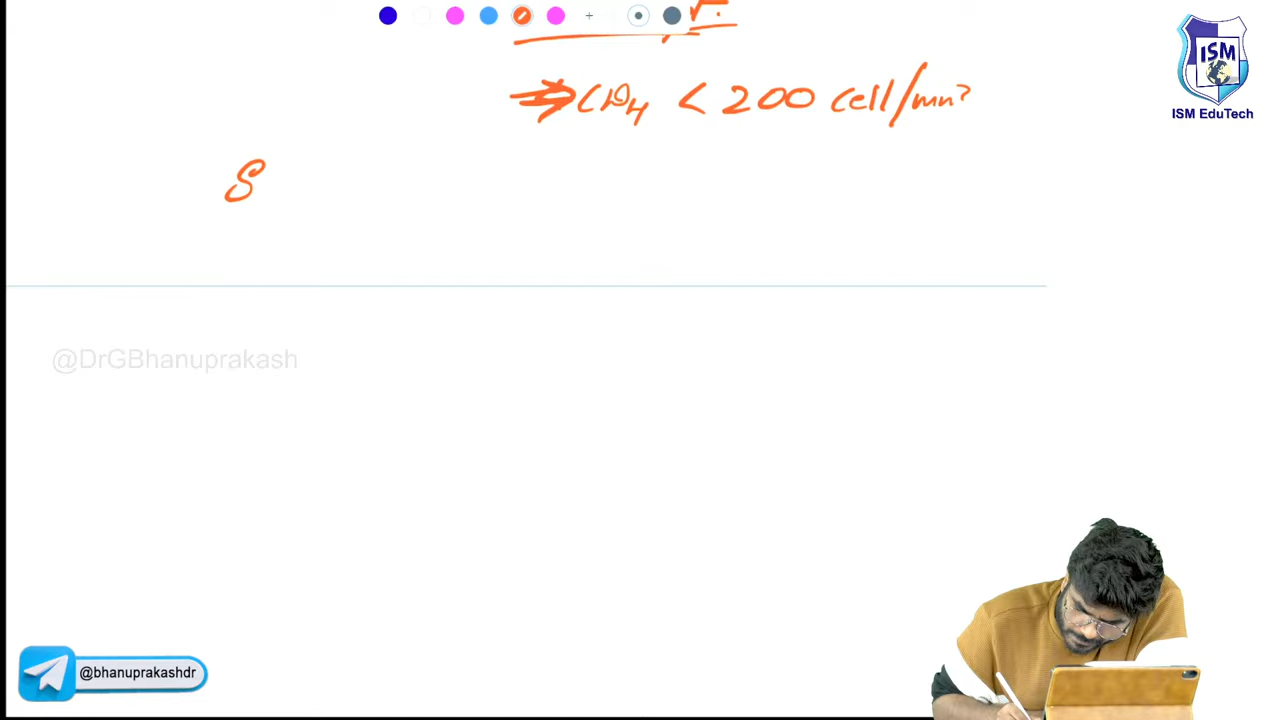 ISM
ISM EduTech
⇒ CD4 < 200 cell/mm³
S
@DrGBhanuprakash
@bhanuprakashdr